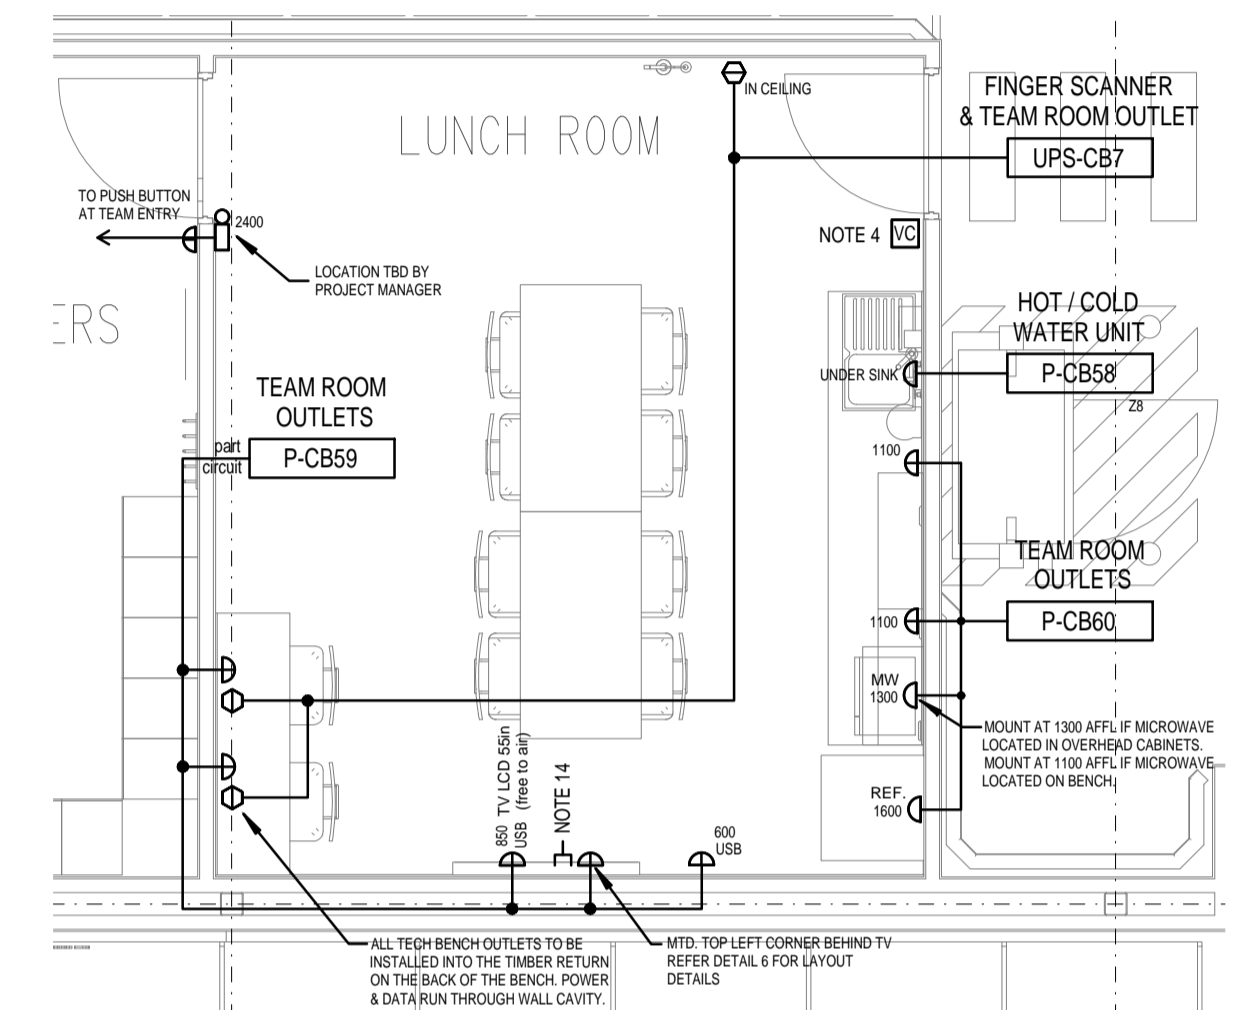 IN CEILING
FINGER SCANNER
& TEAM ROOM OUTLET
UPS-CB7
LUNCH ROOM
TO PUSH BUTTON
AT TEAM ENTRY
2400
NOTE 4 VC
LOCATION TBD BY
PROJECT MANAGER
ERS
HOT / COLD
WATER UNIT
P-CB58
UNDER SINK
Z8
TEAM ROOM
OUTLETS
part
circuit
P-CB59
1100
TEAM ROOM
OUTLETS
P-CB60
1100
MW
1300
MOUNT AT 1300 AFFL IF MICROWAVE
LOCATED IN OVERHEAD CABINETS.
MOUNT AT 1100 AFFL IF MICROWAVE
LOCATED ON BENCH.
REF.
1600
850 TV LCD 55in
USB (free to air)
NOTE 14
600
USB
ALL TECH BENCH OUTLETS TO BE
INSTALLED INTO THE TIMBER RETURN
ON THE BACK OF THE BENCH. POWER
& DATA RUN THROUGH WALL CAVITY.
MTD. TOP LEFT CORNER BEHIND TV
REFER DETAIL 6 FOR LAYOUT
DETAILS